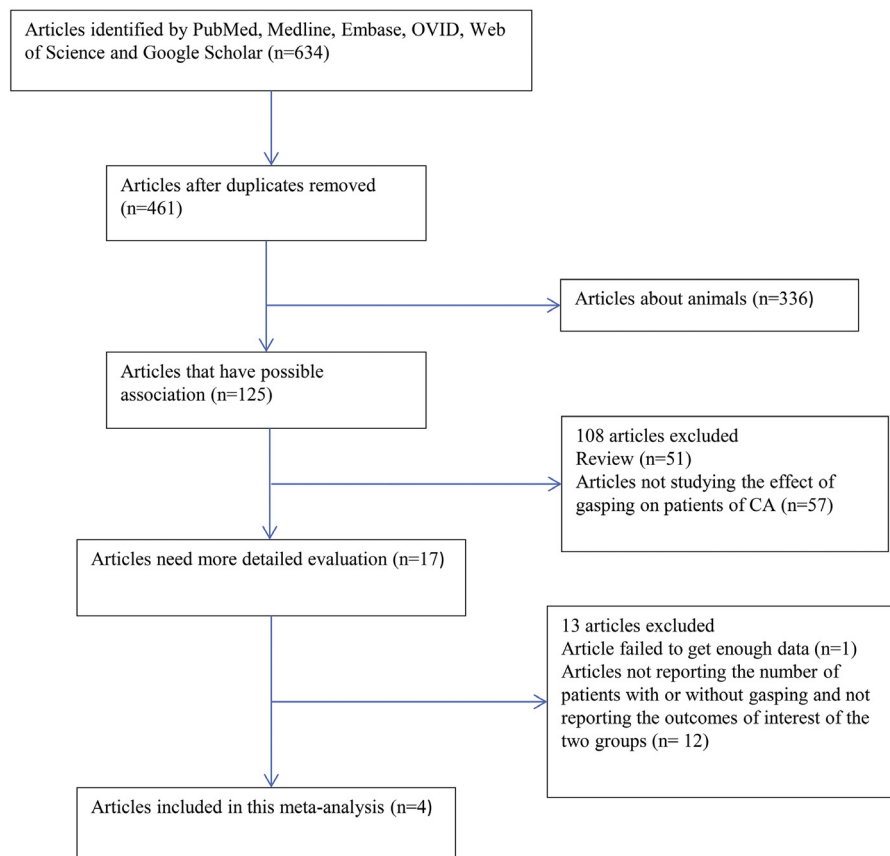 Articles identified by PubMed, Medline, Embase, OVID, Web
of Science and Google Scholar (n=634)
Articles after duplicates removed
(n=461)
Articles about animals (n=336)
Articles that have possible
association (n=125)
108 articles excluded
Review (n=51)
Articles not studying the effect of
gasping on patients of CA (n=57)
Articles need more detailed evaluation (n=17)
13 articles excluded
Article failed to get enough data (n=1)
Articles not reporting the number of
patients with or without gasping and not
reporting the outcomes of interest of the
two groups (n= 12)
Articles included in this meta-analysis (n=4)